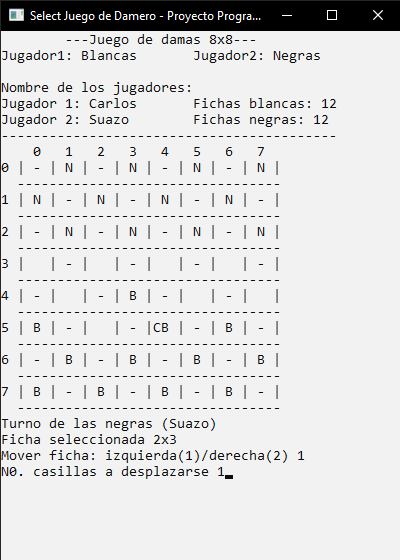 Select Juego de Damero - Proyecto Progra...
---Juego de damas 8x8---
Jugador1: Blancas       Jugador2: Negras
Nombre de los jugadores:
Jugador 1: Carlos       Fichas blancas: 12
Jugador 2: Suazo        Fichas negras: 12
------------------------------------------
    0   1   2   3   4   5   6   7
0 | - | N | - | N | - | N | - | N |
  ---------------------------------
1 | N | - | N | - | N | - | N | - |
  ---------------------------------
2 | - | N | - | N | - | N | - | N |
  ---------------------------------
3 |   | - |   | - |   | - |   | - |
  ---------------------------------
4 | - |   | - | B | - |   | - |   |
  ---------------------------------
5 | B | - |   | - |CB | - | B | - |
  ---------------------------------
6 | - | B | - | B | - | B | - | B |
  ---------------------------------
7 | B | - | B | - | B | - | B | - |
  ---------------------------------
Turno de las negras (Suazo)
Ficha seleccionada 2x3
Mover ficha: izquierda(1)/derecha(2) 1
N0. casillas a desplazarse 1